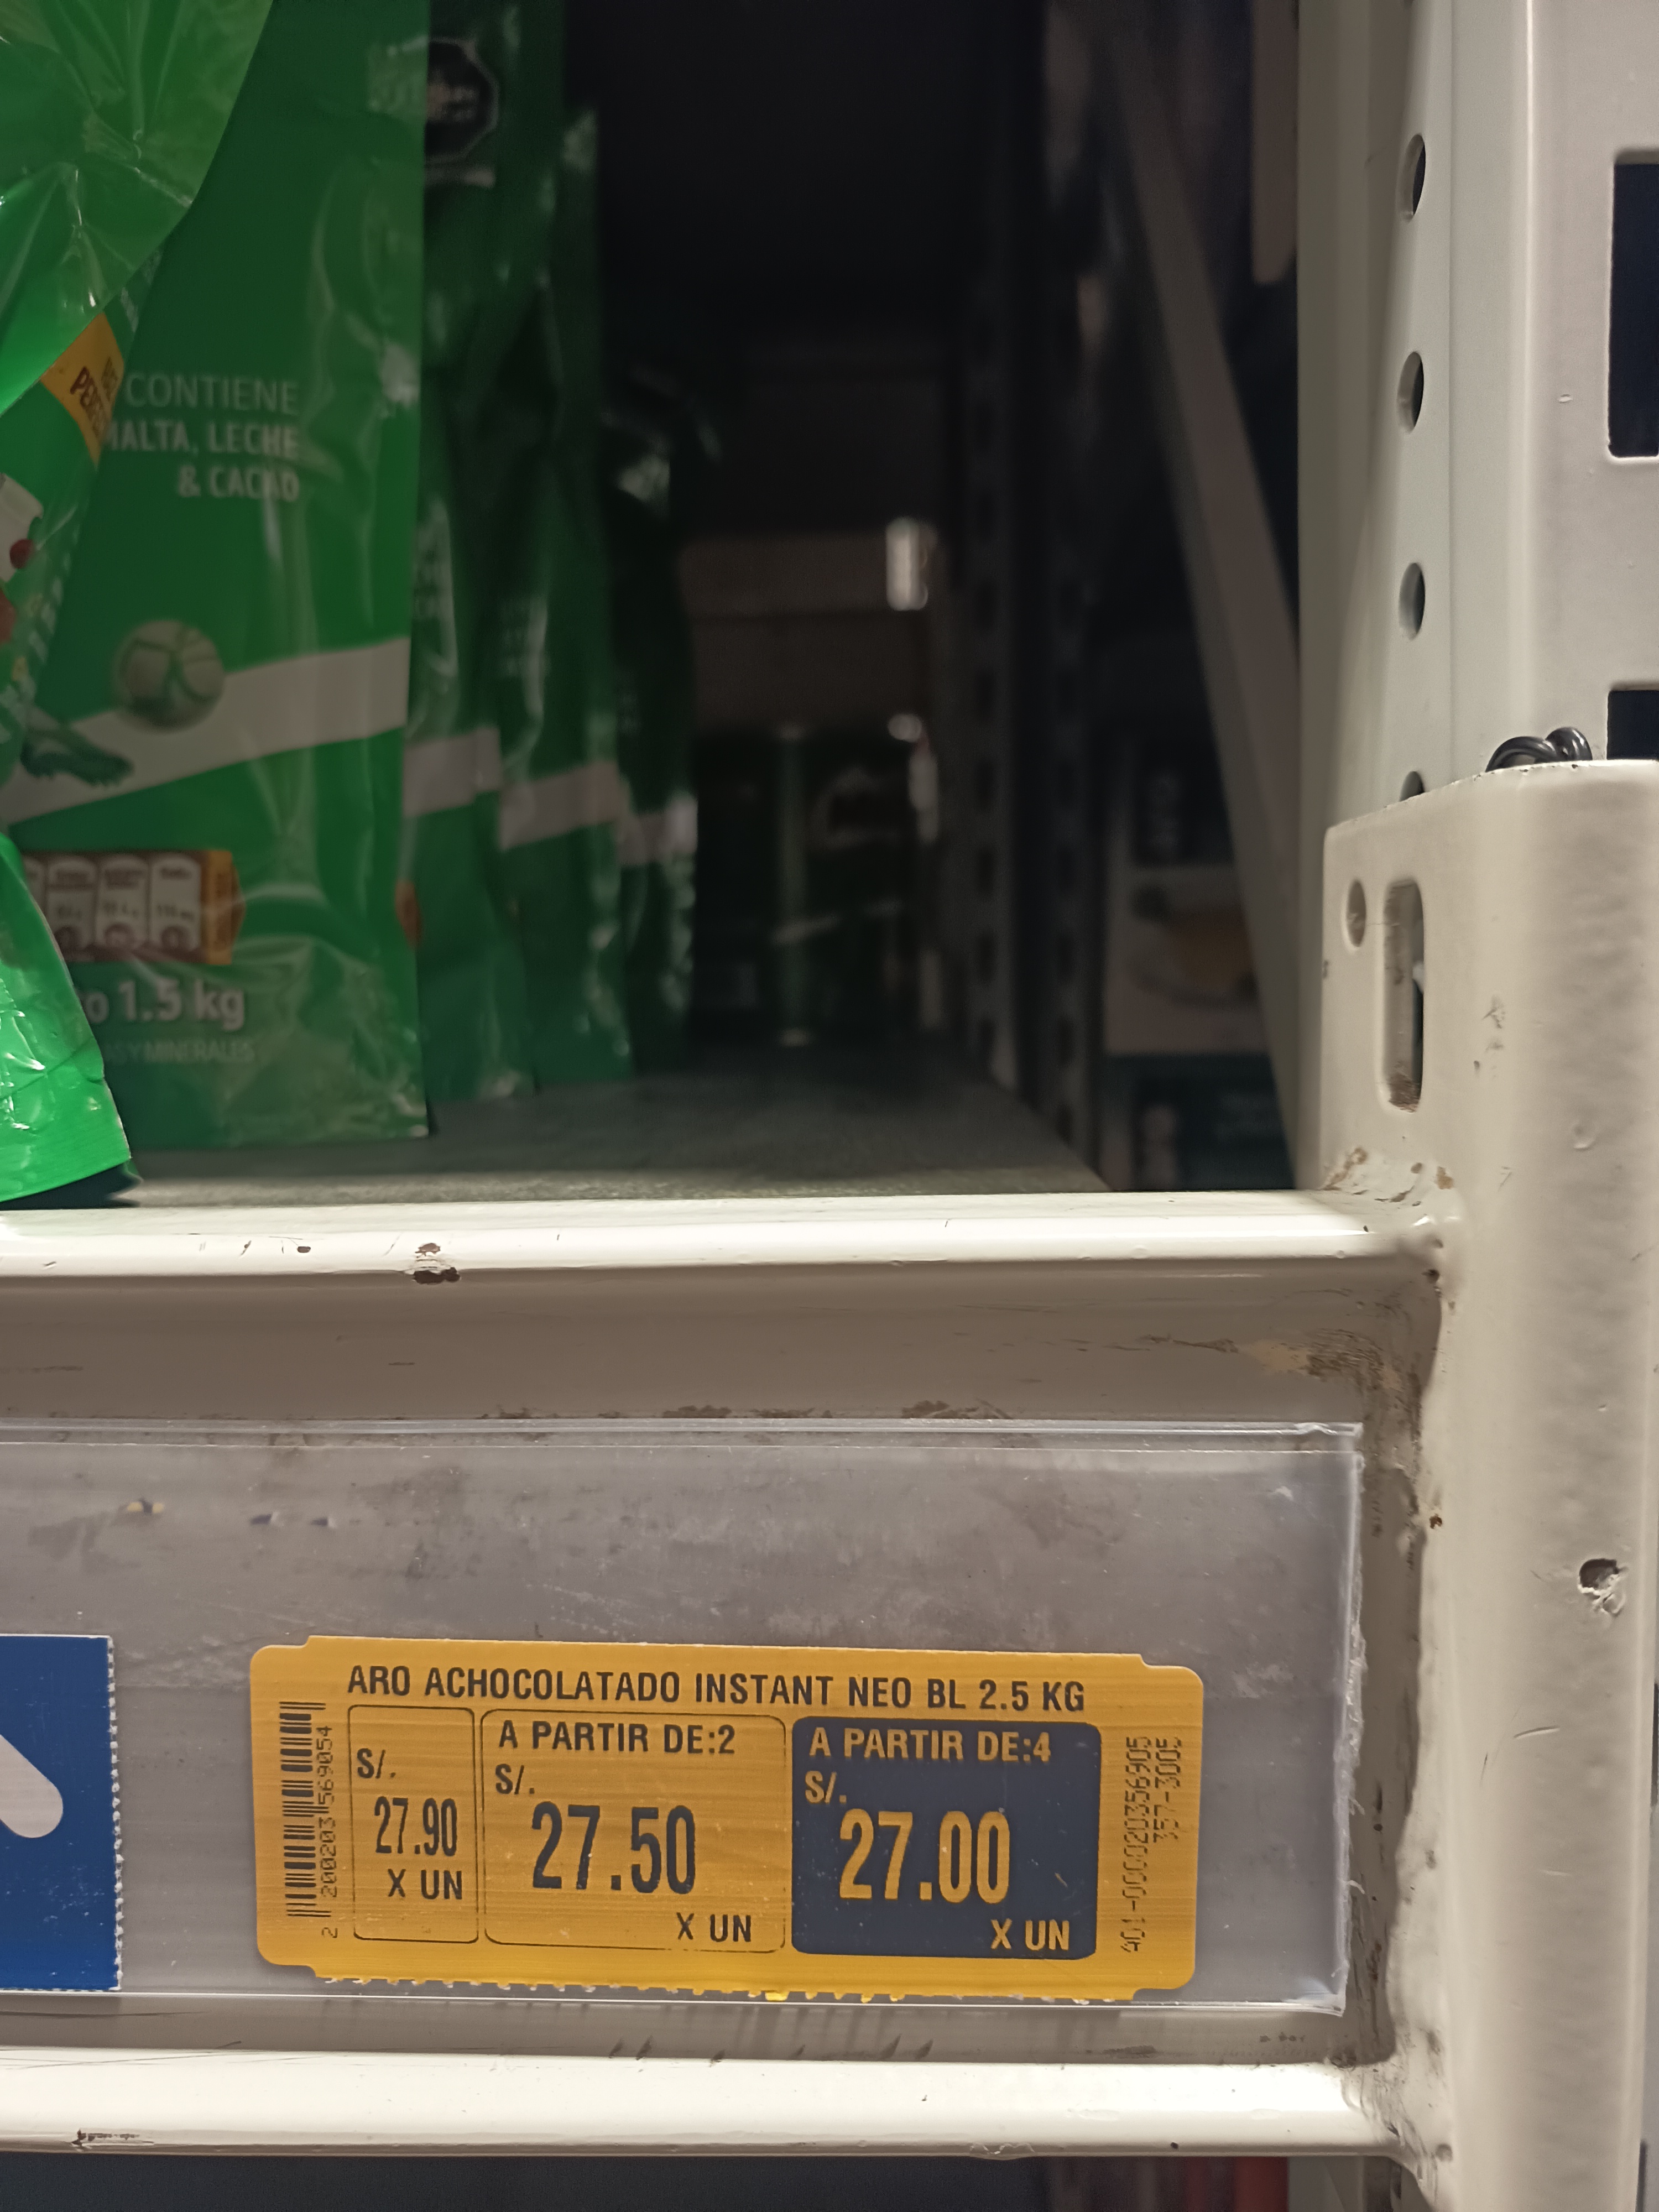 CONTIENE
MALTA, LECHE
& CACAO
1.5 kg
ARO ACHOCOLATADO INSTANT NEO BL 2.5 KG
S/.
27.90
X UN
A PARTIR DE:2
S/.
27.50
X UN
A PARTIR DE:4
S/.
27.00
X UN
2 200203 569054